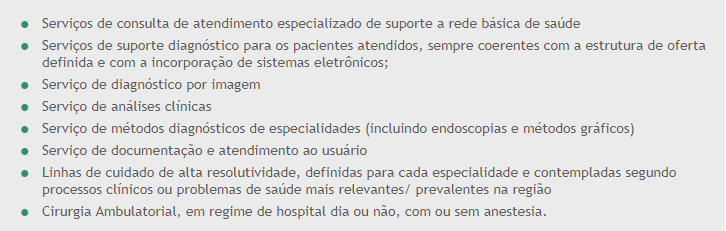 Serviços de consulta de atendimento especializado de suporte a rede básica de saúde
Serviços de suporte diagnóstico para os pacientes atendidos, sempre coerentes com a estrutura de oferta
definida e com a incorporação de sistemas eletrônicos;
Serviço de diagnóstico por imagem
Serviço de análises clínicas
Serviço de métodos diagnósticos de especialidades (incluindo endoscopias e métodos gráficos)
Serviço de documentação e atendimento ao usuário
Linhas de cuidado de alta resolutividade, definidas para cada especialidade e contempladas segundo
processos clínicos ou problemas de saúde mais relevantes/ prevalentes na região
Cirurgia Ambulatorial, em regime de hospital dia ou não, com ou sem anestesia.